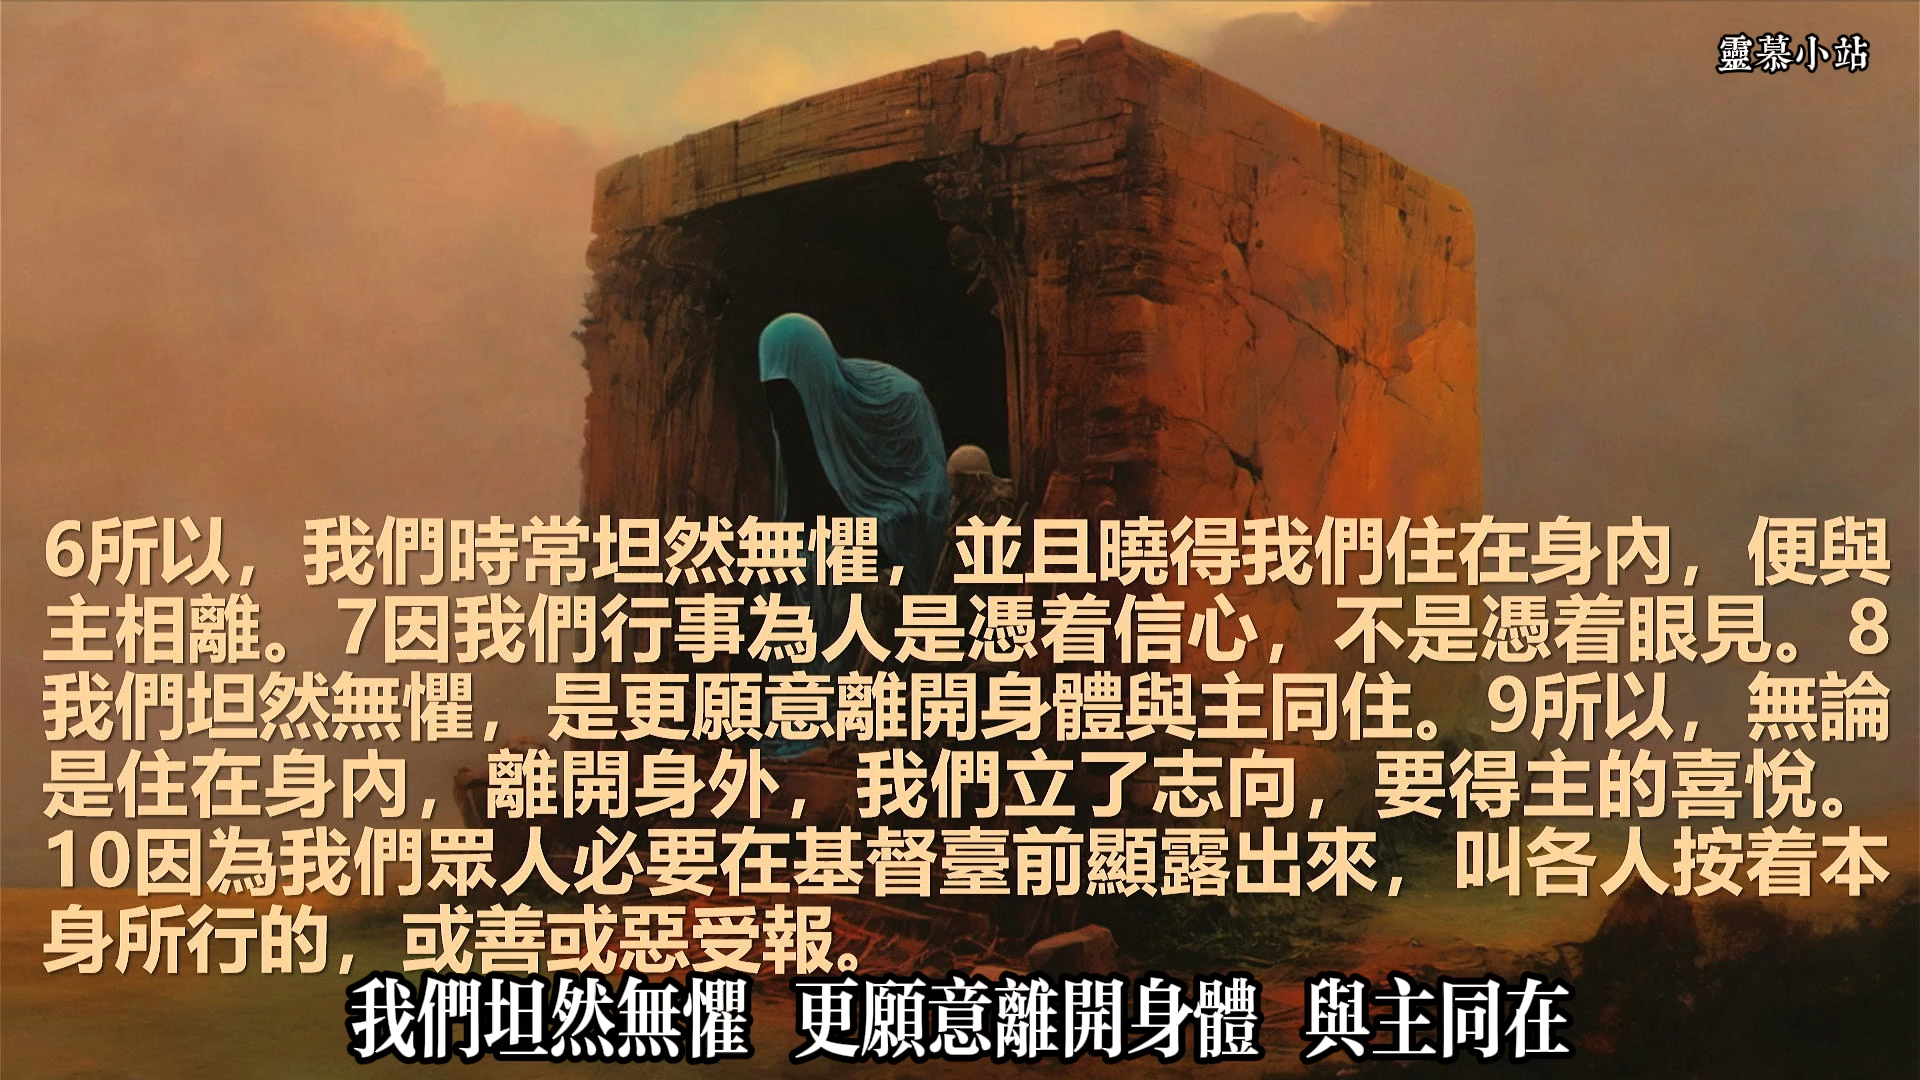 靈慕小站
6所以，我們時常坦然無懼，並且曉得我們住在身內，便與
主相離。7因我們行事為人是憑着信心，不是憑着眼見。8
我們坦然無懼，是更願意離開身體與主同住。9所以，無論
是住在身內，離開身外，我們立了志向，要得主的喜悅。
10因為我們眾人必要在基督臺前顯露出來，叫各人按着本
身所行的，或善或惡受報。
我們坦然無懼 更願意離開身體 與主同在